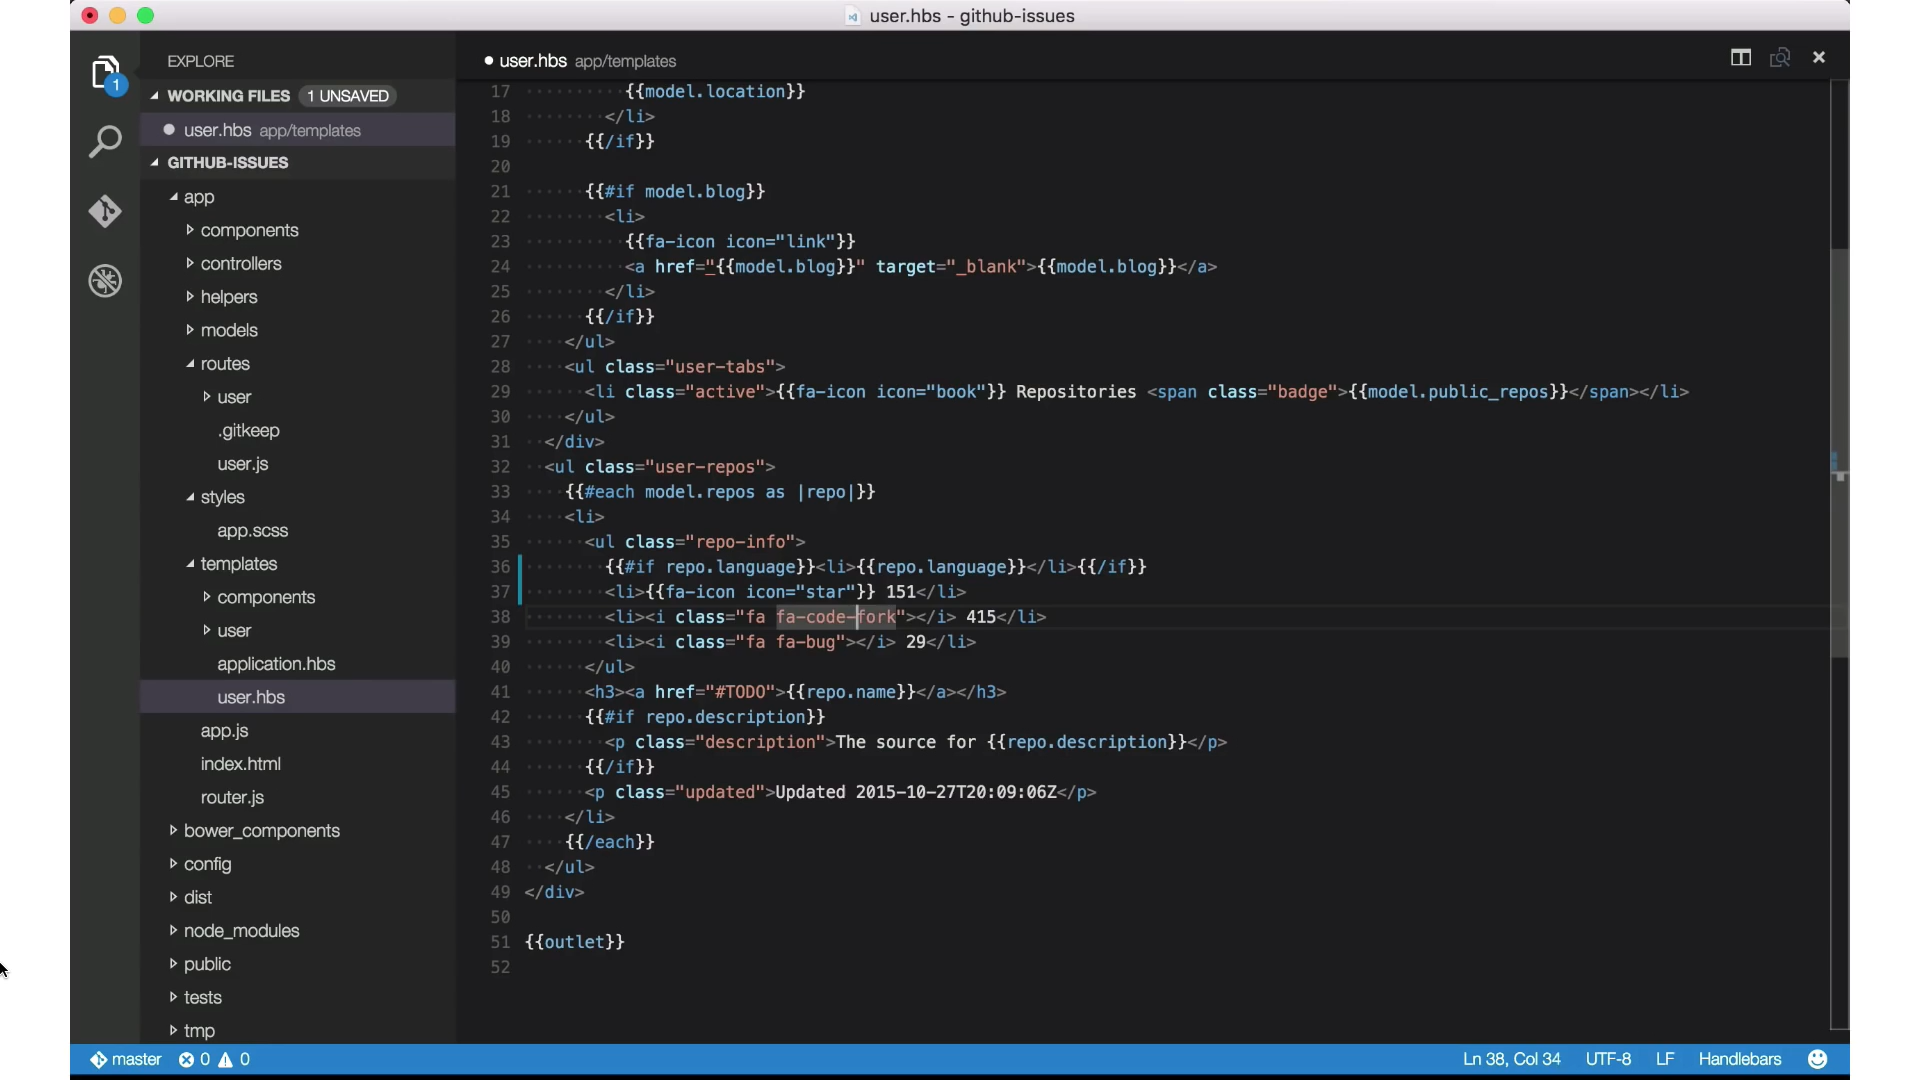 user.hbs - github-issues
EXPLORE
WORKING FILES 1 UNSAVED
user.hbs app/templates
GITHUB-ISSUES
app
components
controllers
helpers
models
routes
user
.gitkeep
user.js
styles
app.scss
templates
components
user
application.hbs
user.hbs
app.js
index.html
router.js
bower_components
config
dist
node_modules
public
tests
tmp
1
user.hbs app/templates
17 {{model.location}}
18 </li>
19 {{/if}}
20
21 {{#if model.blog}}
22 <li>
23 {{fa-icon icon="link"}}
24 <a href="{{model.blog}}" target="_blank">{{model.blog}}</a>
25 </li>
26 {{/if}}
27 </ul>
28 <ul class="user-tabs">
29 <li class="active">{{fa-icon icon="book"}} Repositories <span class="badge">{{model.public_repos}}</span></li>
30 </ul>
31 </div>
32 <ul class="user-repos">
33 {{#each model.repos as |repo|}}
34 <li>
35 <ul class="repo-info">
36 {{#if repo.language}}<li>{{repo.language}}</li>{{/if}}
37 <li>{{fa-icon icon="star"}} 151</li>
38 <li><i class="fa fa-code-fork"></i> 415</li>
39 <li><i class="fa fa-bug"></i> 29</li>
40 </ul>
41 <h3><a href="#TODO">{{repo.name}}</a></h3>
42 {{#if repo.description}}
43 <p class="description">The source for {{repo.description}}</p>
44 {{/if}}
45 <p class="updated">Updated 2015-10-27T20:09:06Z</p>
46 </li>
47 {{/each}}
48 </ul>
49 </div>
50
51 {{outlet}}
52
master 0 0
Ln 38, Col 34 UTF-8 LF Handlebars